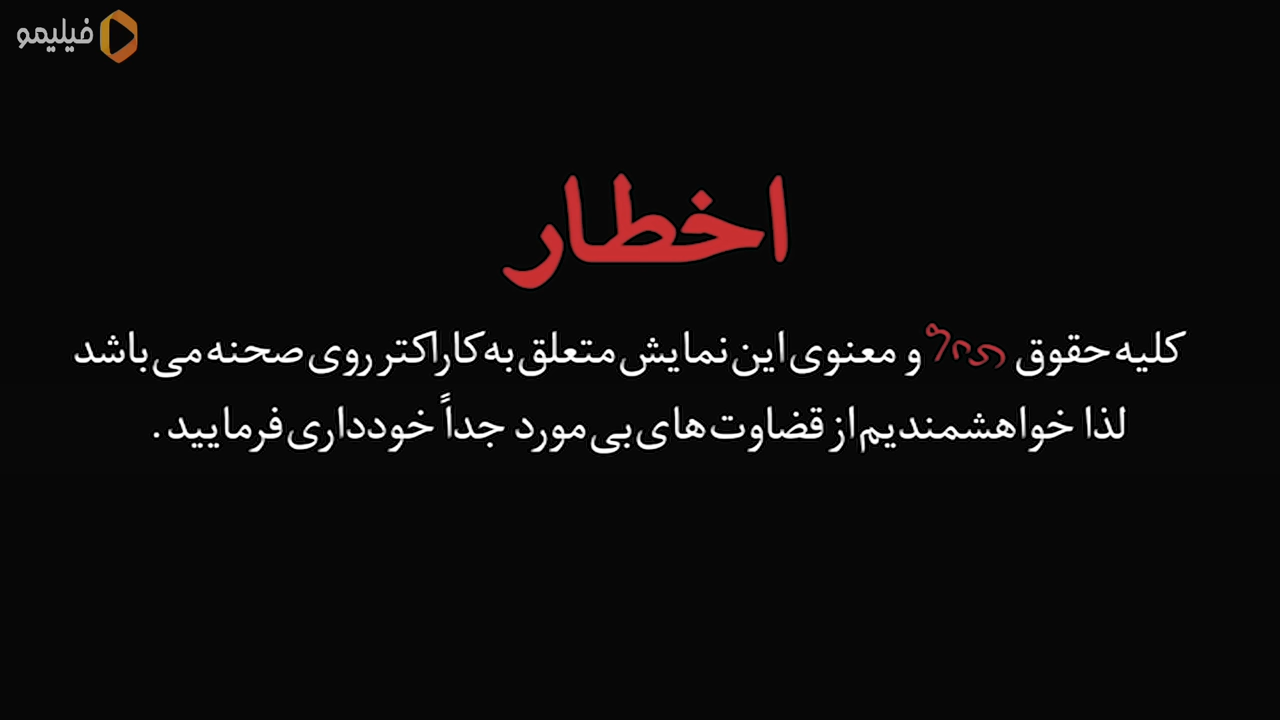 فیلیمو
اخطار
کلیه حقوق و معنوی این نمایش متعلق به کاراکتر روی صحنه می باشد
لذا خواهشمندیم از قضاوت های بی مورد جداً خودداری فرمایید .